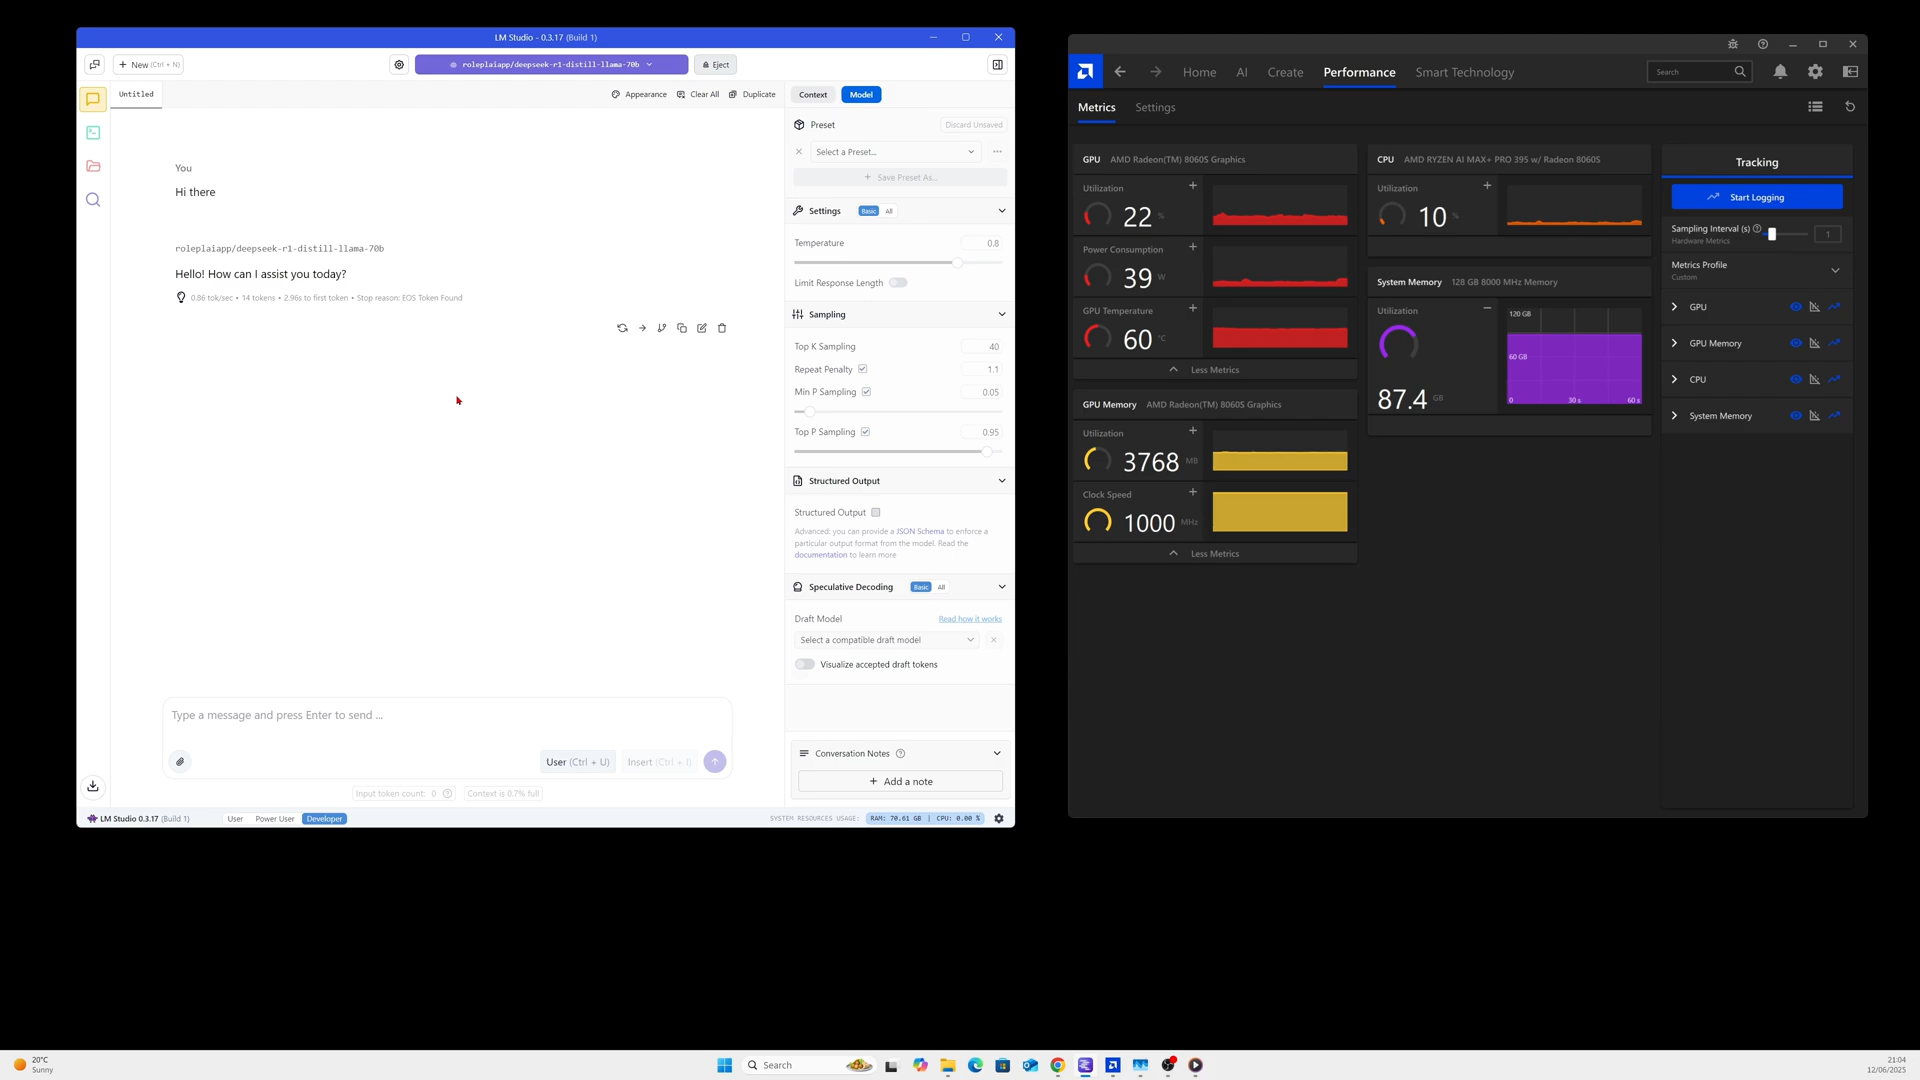 LM Studio - 0.3.17 (Build 1)
New (Ctrl + N)
roleplaiapp/deepseek-r1-distill-llama-70b
Eject
Untitled
Appearance
Clear All
Duplicate
Context
Model
You
Hi there
roleplaiapp/deepseek-r1-distill-llama-70b
Hello! How can I assist you today?
0.86 tok/sec • 14 tokens • 2.96s to first token • Stop reason: EOS Token Found
Preset
Discard Unsaved
Select a Preset...
Save Preset As...
Settings
Basic
All
Temperature
0.8
Limit Response Length
Sampling
Top K Sampling
40
Repeat Penalty
1.1
Min P Sampling
0.05
Top P Sampling
0.95
Structured Output
Structured Output
Advanced: you can provide a JSON Schema to enforce a
particular output format from the model. Read the
documentation to learn more
Speculative Decoding
Basic
All
Draft Model
Read how it works
Select a compatible draft model
Visualize accepted draft tokens
Type a message and press Enter to send ...
User (Ctrl + U)
Insert (Ctrl + I)
Input token count: 0
Context is 0.7% full
Conversation Notes
Add a note
LM Studio 0.3.17 (Build 1)
User
Power User
Developer
SYSTEM RESOURCES USAGE:
RAM: 70.61 GB | CPU: 0.00 %
Home
AI
Create
Performance
Smart Technology
Search
Metrics
Settings
GPU AMD Radeon(TM) 8060S Graphics
Utilization
22 %
Power Consumption
39 W
GPU Temperature
60 °C
Less Metrics
GPU Memory AMD Radeon(TM) 8060S Graphics
Utilization
3768 MB
Clock Speed
1000 MHz
Less Metrics
CPU AMD RYZEN AI MAX+ PRO 395 w/ Radeon 8060S
Utilization
10 %
System Memory 128 GB 8000 MHz Memory
Utilization
87.4 GB
120 GB
60 GB
0 30 s 60 s
Tracking
Start Logging
Sampling Interval (s)
Hardware Metrics
1
Metrics Profile
Custom
GPU
GPU Memory
CPU
System Memory
20°C
Sunny
Search
21:04
12/06/2025